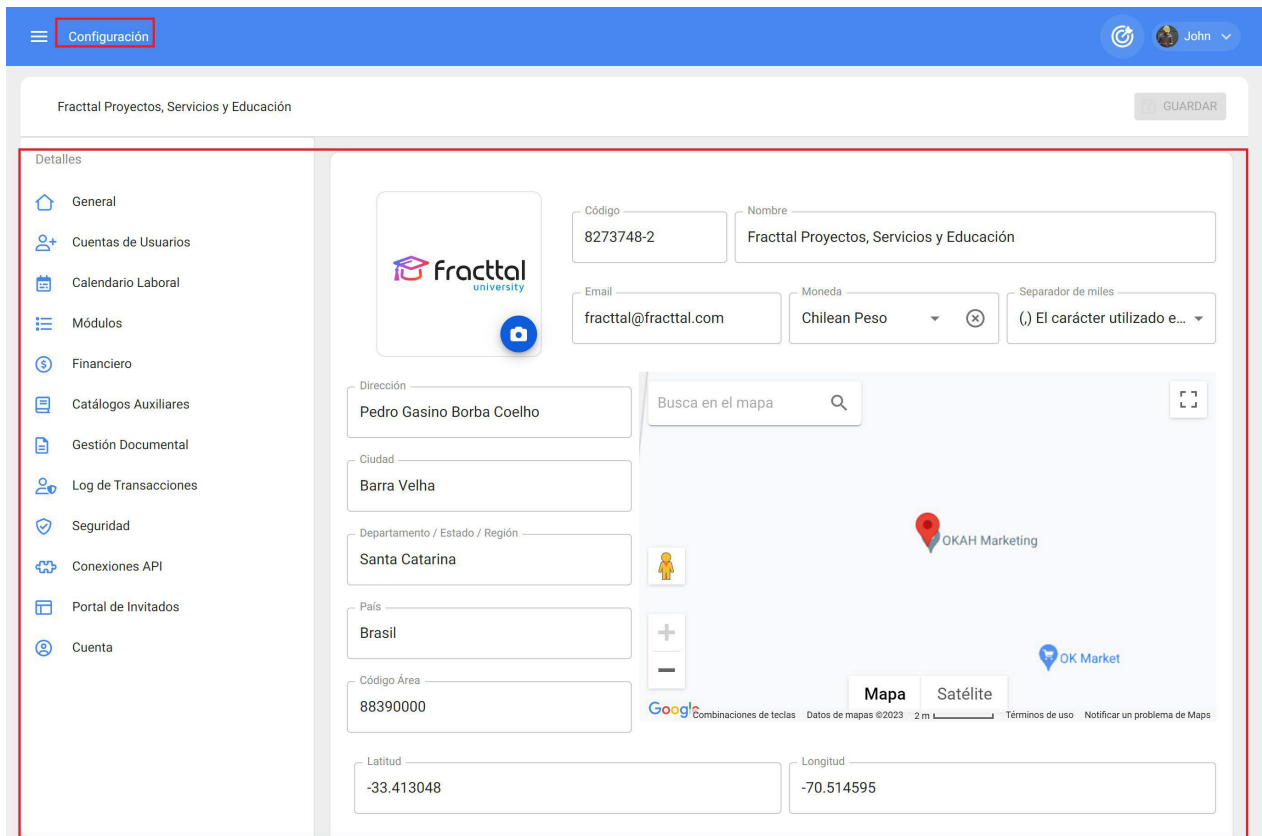 Configuración
John
Fracttal Proyectos, Servicios y Educación
GUARDAR
Detalles
General
Cuentas de Usuarios
Calendario Laboral
Módulos
Financiero
Catálogos Auxiliares
Gestión Documental
Log de Transacciones
Seguridad
Conexiones API
Portal de Invitados
Cuenta
fracttal
university
Código
8273748-2
Nombre
Fracttal Proyectos, Servicios y Educación
Email
fracttal@fracttal.com
Moneda
Chilean Peso
Separador de miles
(,) El carácter utilizado e...
Dirección
Pedro Gasino Borba Coelho
Ciudad
Barra Velha
Departamento / Estado / Región
Santa Catarina
País
Brasil
Código Área
88390000
Busca en el mapa
OKAH Marketing
OK Market
Mapa Satélite
Google Combinaciones de teclas Datos de mapas ©2023 2 m Términos de uso Notificar un problema de Maps
Latitud
-33.413048
Longitud
-70.514595